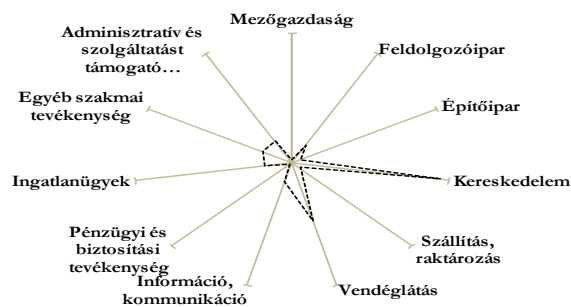 Mezőgazdaság
Feldolgozóipar
Építőipar
Kereskedelem
Szállítás,
raktározás
Vendéglátás
Információ,
kommunikáció
Pénzügyi és
biztosítási
tevékenység
Ingatlanügyek
Egyéb szakmai
tevékenység
Adminisztratív és
szolgáltatást
támogató…